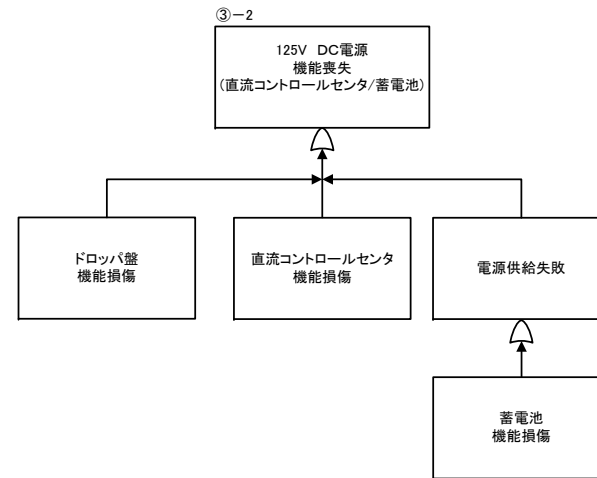 ③－2
125V　DC電源
機能喪失
(直流コントロールセンタ/蓄電池)
ドロッパ盤
機能損傷
直流コントロールセンタ
機能損傷
電源供給失敗
蓄電池
機能損傷